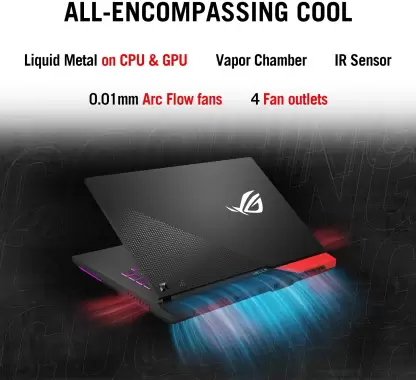 ALL-ENCOMPASSING COOL
Liquid Metal on CPU & GPU Vapor Chamber IR Sensor
0.01mm Arc Flow fans 4 Fan outlets